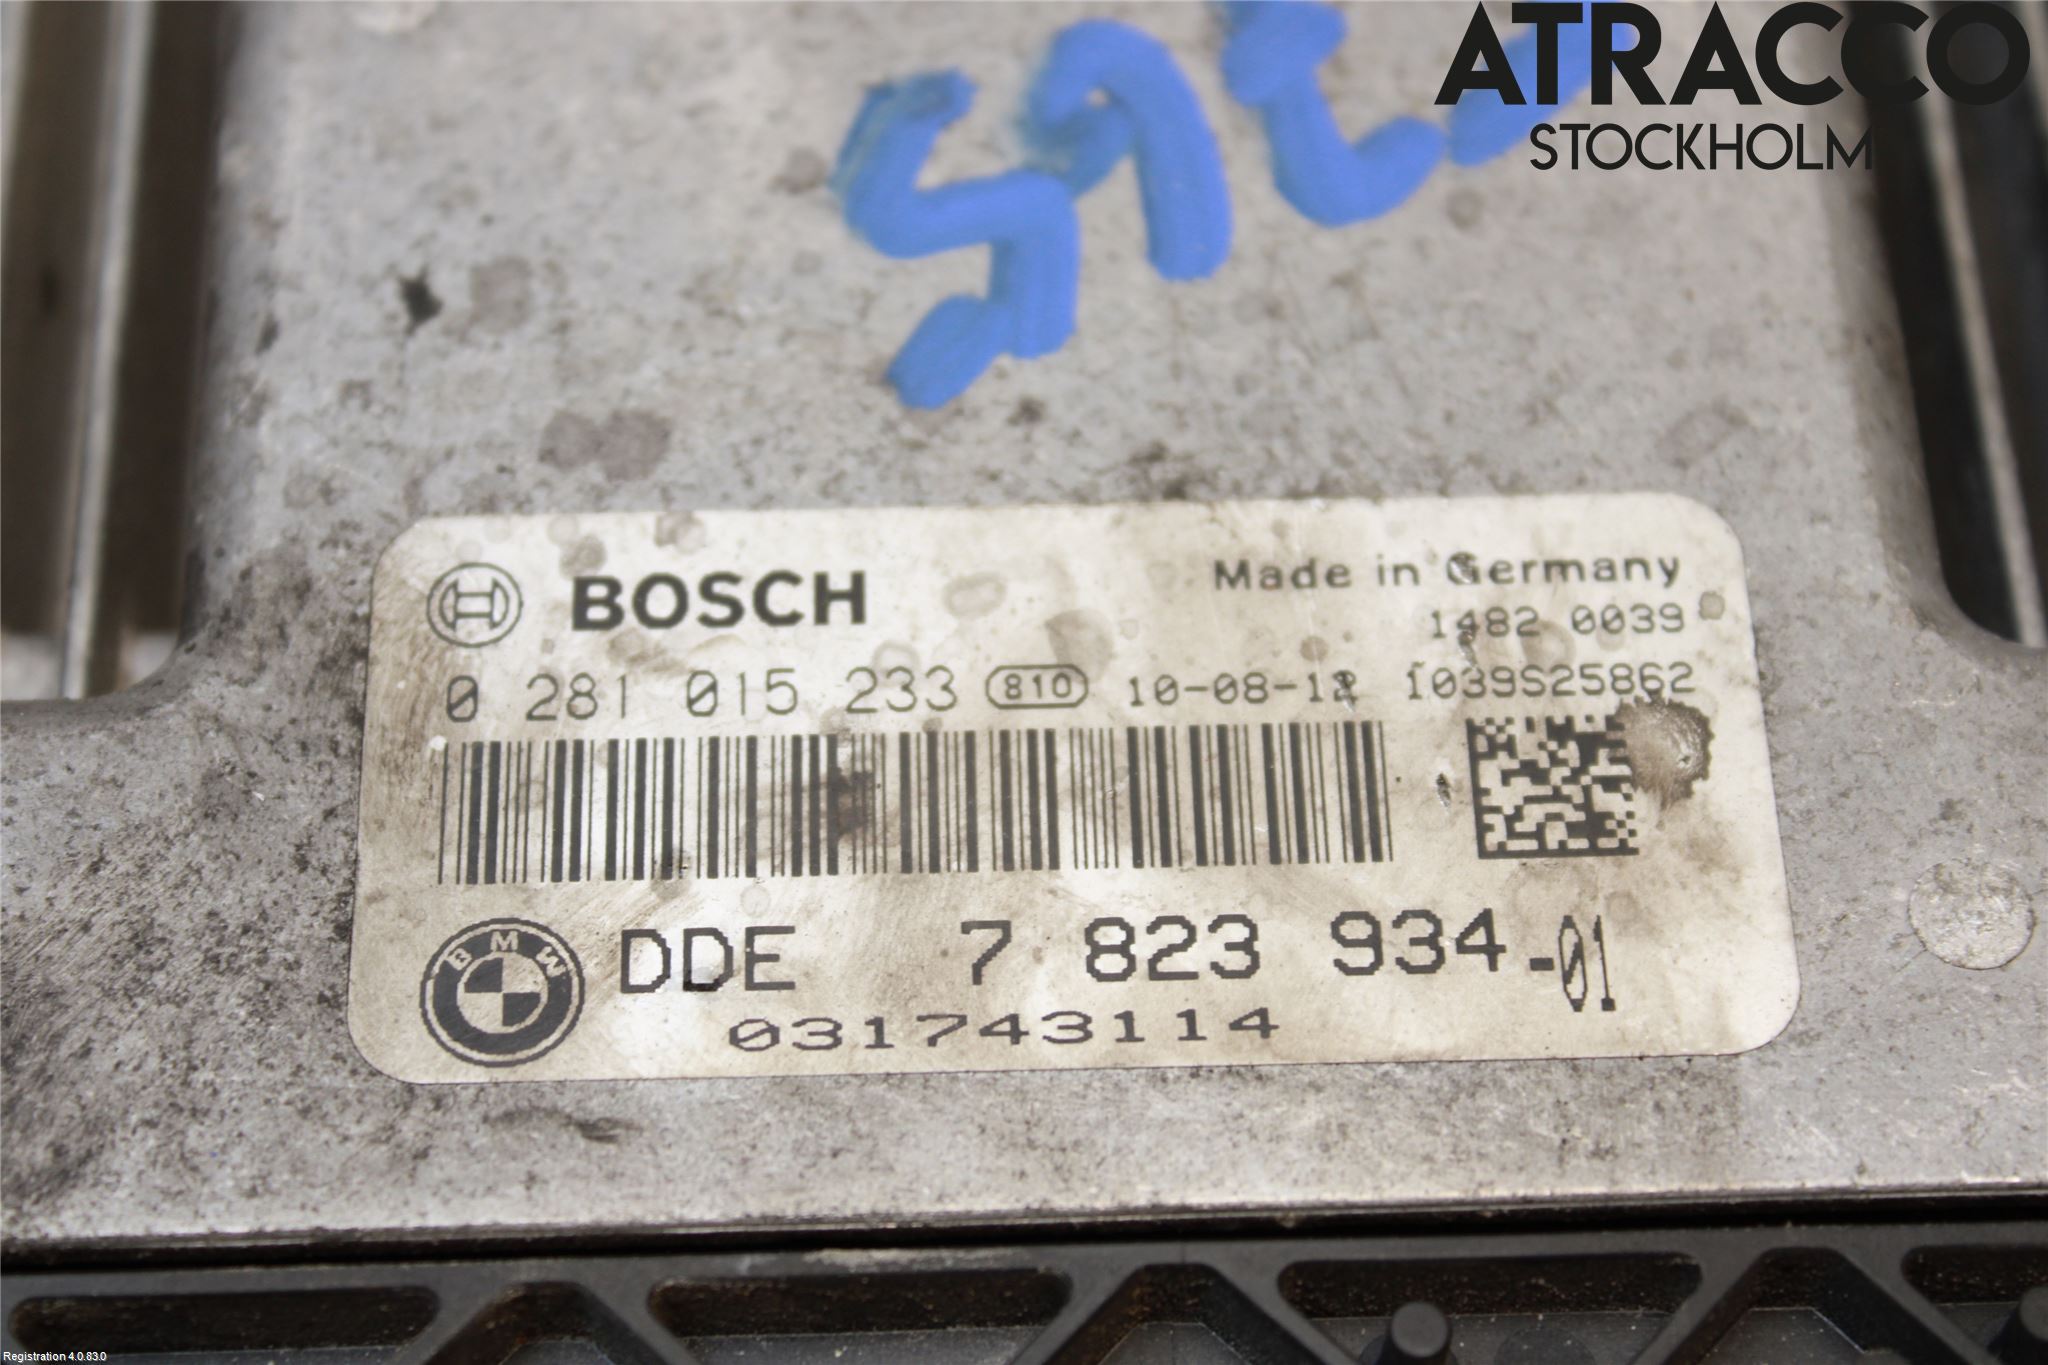 ATRACCO
STOCKHOLM
BOSCH
Made in Germany
1482 0039
0 281 015 233 810 10-08-12 1039S25862
BMW
DDE 7 823 934-01
031743114
Registration 4.0.83.0